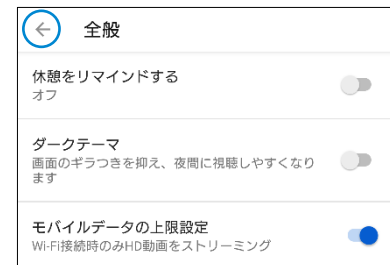 全般
休憩をリマインドする
オフ
ダークテーマ
画面のギラつきを抑え、夜間に視聴しやすくなり
ます
モバイルデータの上限設定
Wi-Fi接続時のみHD動画をストリーミング